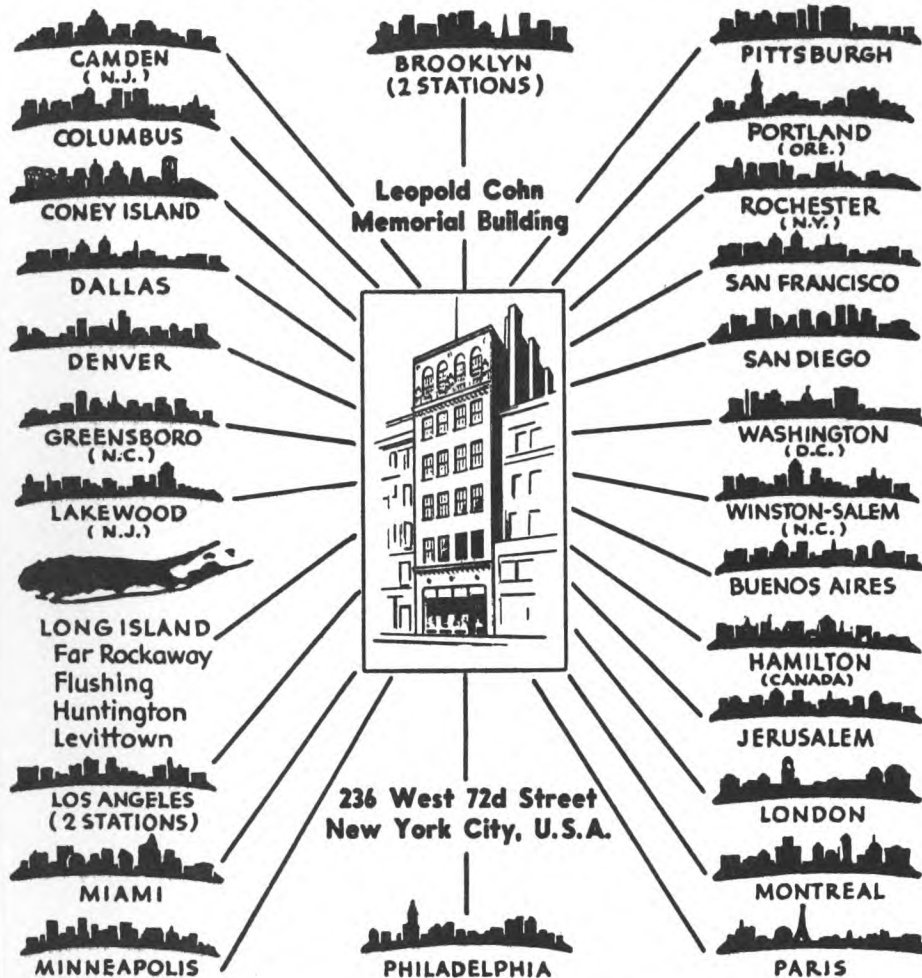 CAMDEN
(N.J.)
COLUMBUS
CONEY ISLAND
DALLAS
DENVER
GREENSBORO
(N.C.)
LAKEWOOD
(N.J.)
LONG ISLAND
Far Rockaway
Flushing
Huntington
Levittown
LOS ANGELES
(2 STATIONS)
MIAMI
MINNEAPOLIS
BROOKLYN
(2 STATIONS)
Leopold Cohn
Memorial Building
236 West 72d Street
New York City, U.S.A.
PHILADELPHIA
PITTSBURGH
PORTLAND
(ORE.)
ROCHESTER
(N.Y.)
SAN FRANCISCO
SAN DIEGO
WASHINGTON
(D.C.)
WINSTON-SALEM
(N.C.)
BUENOS AIRES
HAMILTON
(CANADA)
JERUSALEM
LONDON
MONTREAL
PARIS